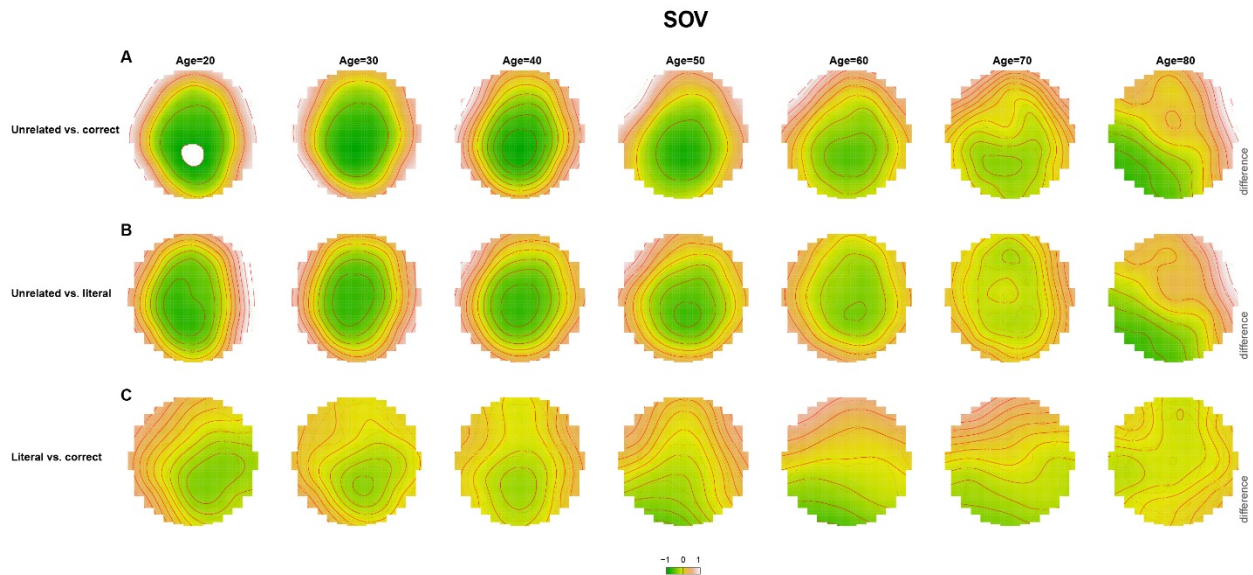 SOV
A
Age=20 Age=30 Age=40 Age=50 Age=60 Age=70 Age=80
Unrelated vs. correct
difference
B
Unrelated vs. literal
difference
C
Literal vs. correct
difference
−1 0 1